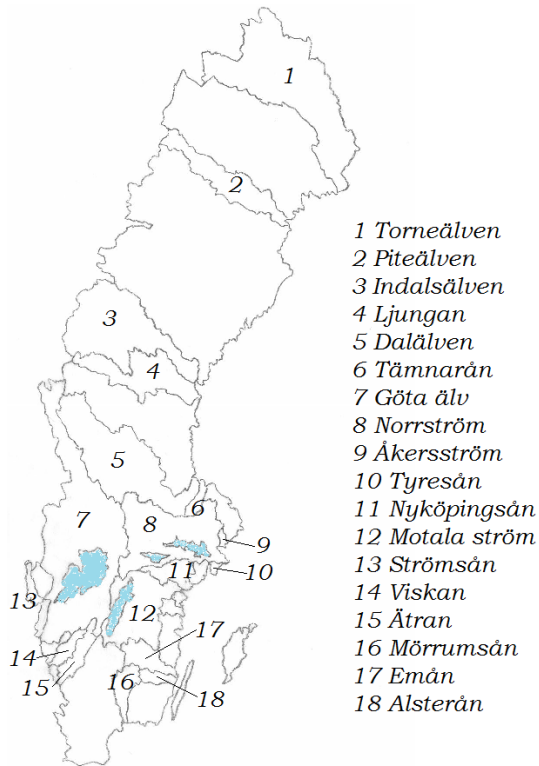 1
2
3
4
5
6
7
8
9
10
11
12
13
14
15
16
17
18
1 Torneälven
2 Piteälven
3 Indalsälven
4 Ljungan
5 Dalälven
6 Tämnarån
7 Göta älv
8 Norrström
9 Åkersström
10 Tyresån
11 Nyköpingsån
12 Motala ström
13 Strömsån
14 Viskan
15 Ätran
16 Mörrumsån
17 Emån
18 Alsterån